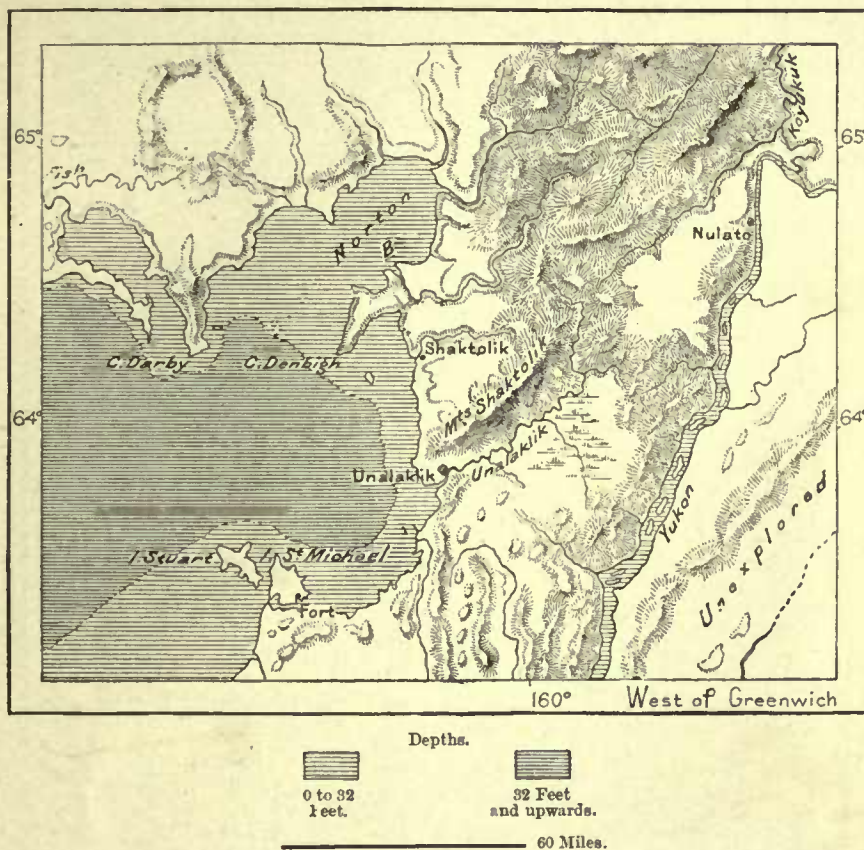 65°
65°
Koyukuk
Fish
Norton
B.
Nulato
C. Darby
C. Denbigh
Shaktolik
Mts Shaktolik
64°
64°
Unalaklik
Unalaklik
Yukon
Unexplored
I. Stuart
I. St Michael
Fort
160°
West of Greenwich
Depths.
0 to 32
feet.
32 Feet
and upwards.
60 Miles.